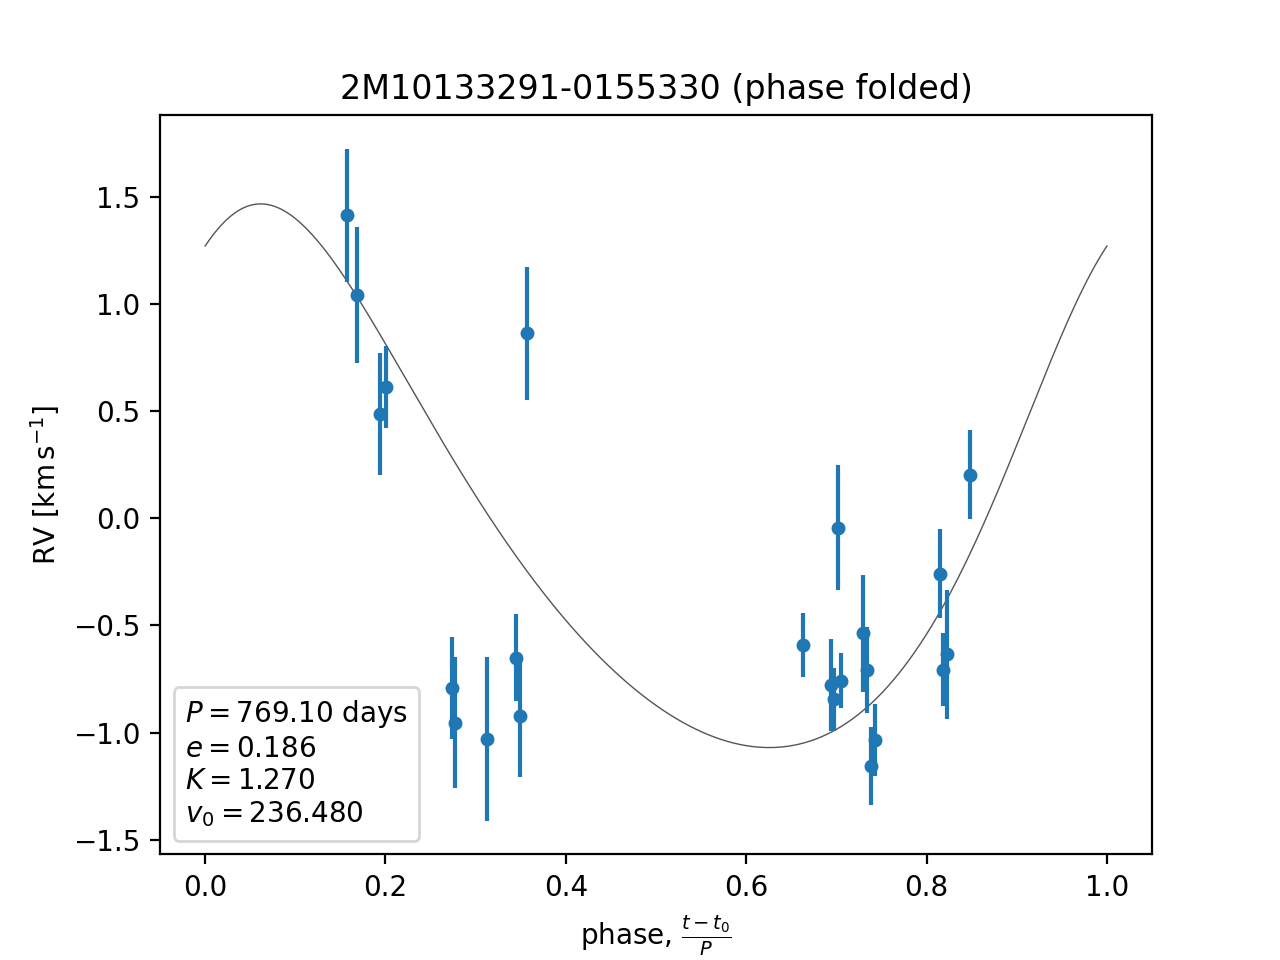 2M10133291-0155330 (phase folded)
RV [km s⁻¹]
1.5
1.0
0.5
0.0
−0.5
−1.0
−1.5
P = 769.10 days
e = 0.186
K = 1.270
v₀ = 236.480
0.0 0.2 0.4 0.6 0.8 1.0
phase, (t − t₀)/P